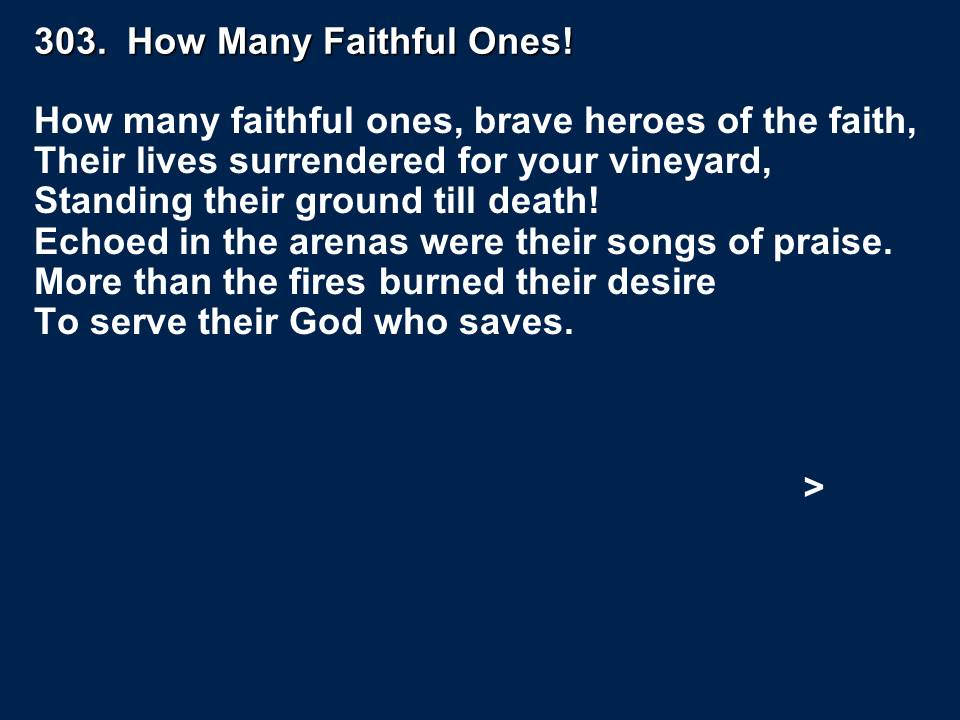 303.  How Many Faithful Ones!
How many faithful ones, brave heroes of the faith,
Their lives surrendered for your vineyard,
Standing their ground till death!
Echoed in the arenas were their songs of praise.
More than the fires burned their desire
To serve their God who saves.
>